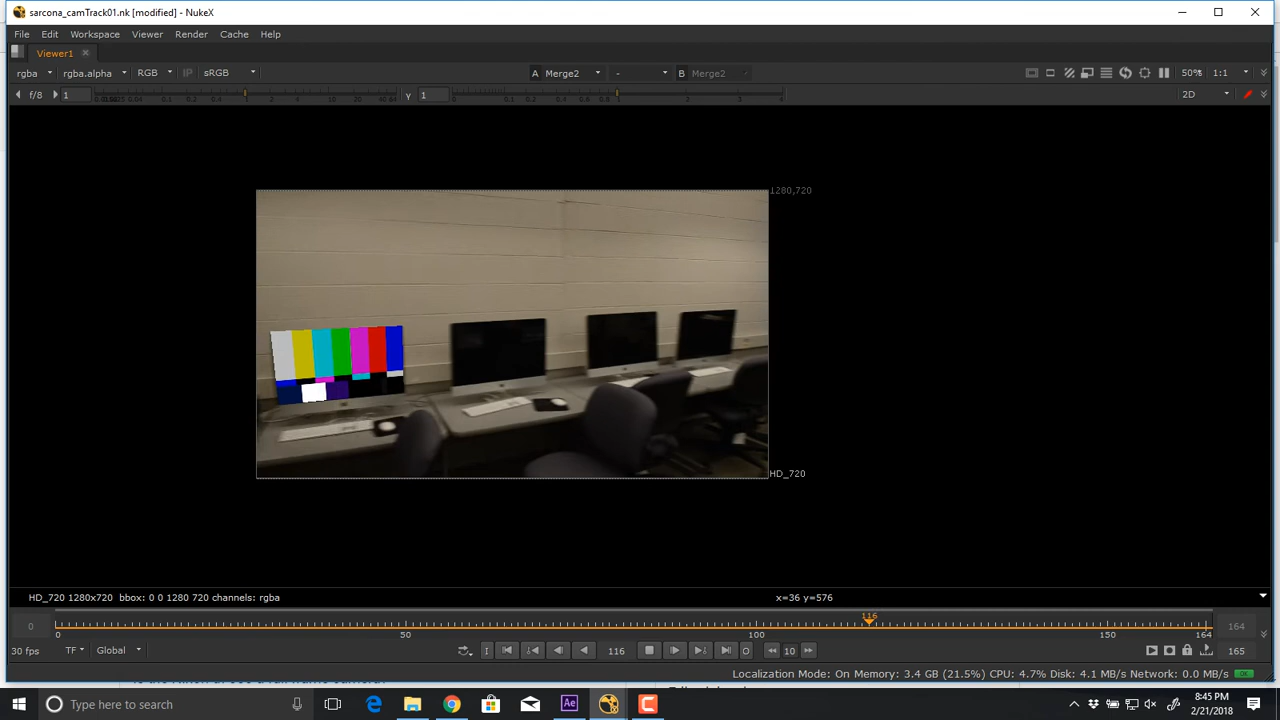 sarcona_camTrack01.nk [modified] - NukeX
File Edit Workspace Viewer Render Cache Help
Viewer1
rgba rgba.alpha RGB IP sRGB A Merge2 - B Merge2 50% 1:1
f/8 1 Y 1 2D
1280,720
HD_720
HD_720 1280x720 bbox: 0 0 1280 720 channels: rgba x=36 y=576
0 116 164
0 50 100 150 164
30 fps TF Global I 116 O 10 165
Localization Mode: On Memory: 3.4 GB (21.5%) CPU: 4.7% Disk: 4.1 MB/s Network: 0.0 MB/s
Type here to search
Ae
8:45 PM
2/21/2018